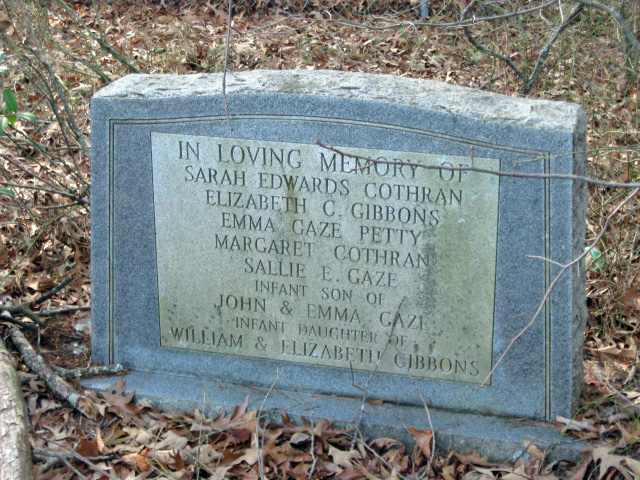 IN LOVING MEMORY OF
SARAH EDWARDS COTHRAN
ELIZABETH C. GIBBONS
EMMA GAZE PETTY
MARGARET COTHRAN
SALLIE E. GAZE
INFANT SON OF
JOHN & EMMA GAZE
INFANT DAUGHTER OF
WILLIAM & ELIZABETH GIBBONS